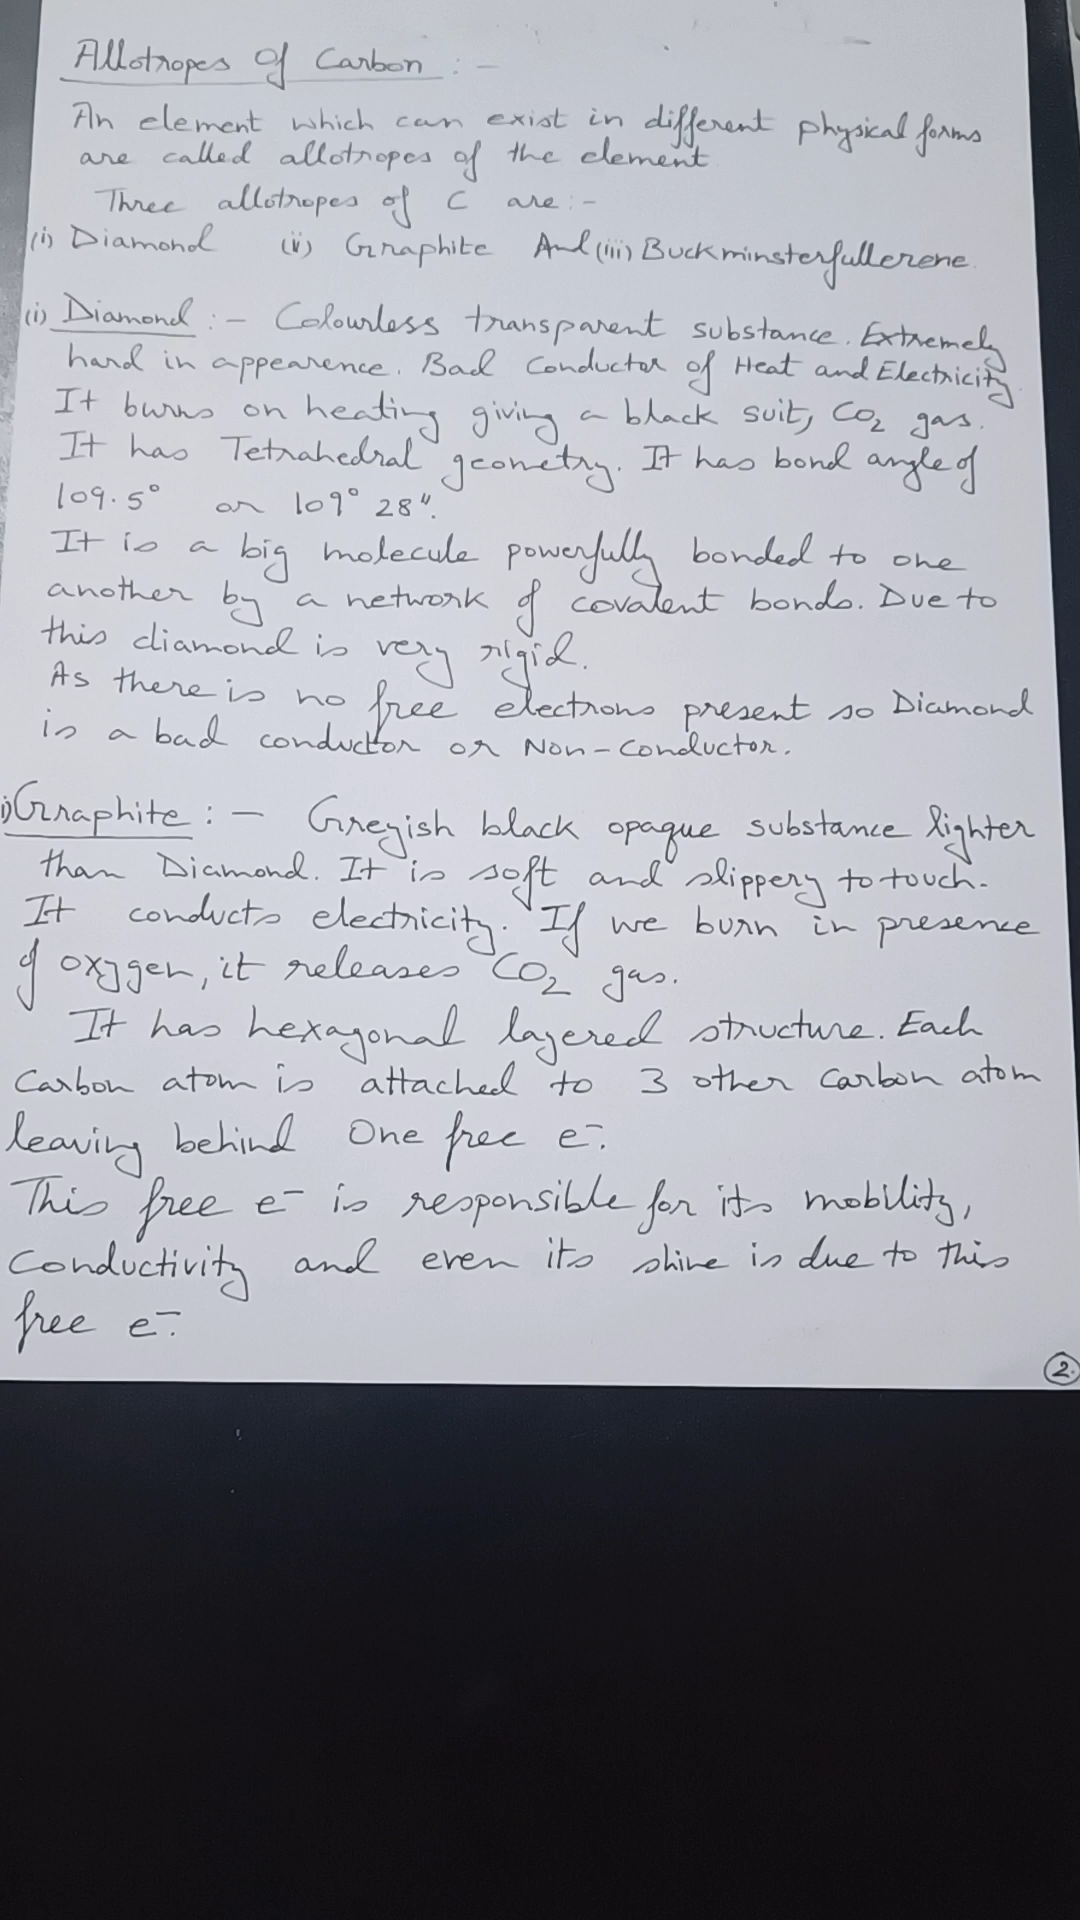 Allotropes of Carbon :-
An element which can exist in different physical forms
are called allotropes of the element
Three allotropes of C are:-
(i) Diamond (ii) Graphite And (iii) Buckminsterfullerene.
(i) Diamond :- Colourless transparent substance. Extremely
hard in appearence. Bad Conductor of Heat and Electricity
It burns on heating giving a black suit, CO2 gas.
It has Tetrahedral geometry. It has bond angle of
109.5° or 109° 28".
It is a big molecule powerfully bonded to one
another by a network of covalent bonds. Due to
this diamond is very rigid.
As there is no free electrons present so Diamond
is a bad conductor or Non-Conductor.
i) Graphite :- Greyish black opaque substance lighter
than Diamond. It is soft and slippery to touch.
It conducts electricity. If we burn in presence
of oxygen, it releases CO2 gas.
It has hexagonal layered structure. Each
Carbon atom is attached to 3 other Carbon atom
leaving behind One free e-.
This free e- is responsible for its mobility,
Conductivity and even its shine is due to this
free e-.
2.